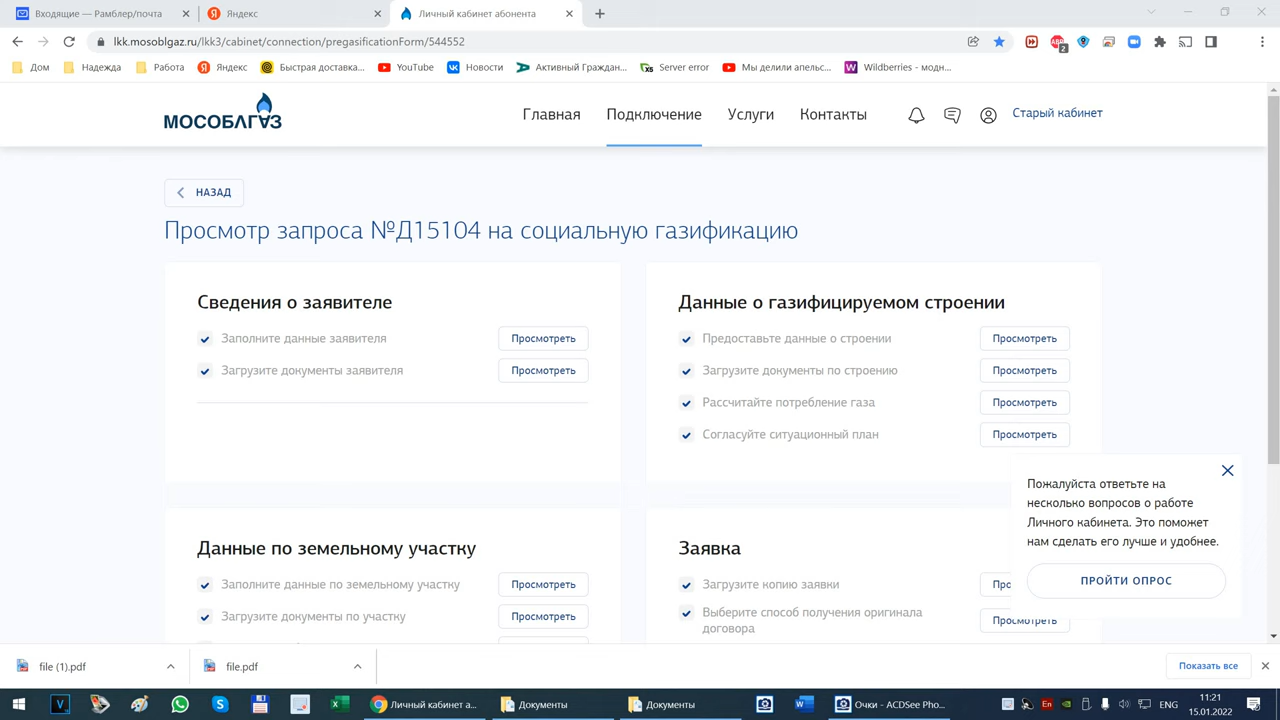 Входящие — Рамблер/почта
Яндекс
Личный кабинет абонента
lkk.mosoblgaz.ru/lkk3/cabinet/connection/pregasificationForm/544552
ABP
2
Дом
Надежда
Работа
Яндекс
Быстрая доставка...
YouTube
Новости
Активный Граждан...
Server error
Мы делили апельс...
Wildberries - модн...
МОСОБЛГАЗ
Главная
Подключение
Услуги
Контакты
Старый кабинет
НАЗАД
Просмотр запроса №Д15104 на социальную газификацию
Сведения о заявителе
Заполните данные заявителя
Просмотреть
Загрузите документы заявителя
Просмотреть
Данные о газифицируемом строении
Предоставьте данные о строении
Просмотреть
Загрузите документы по строению
Просмотреть
Рассчитайте потребление газа
Просмотреть
Согласуйте ситуационный план
Просмотреть
Данные по земельному участку
Заполните данные по земельному участку
Просмотреть
Загрузите документы по участку
Просмотреть
Заявка
Загрузите копию заявки
Про
Выберите способ получения оригинала
договора
Просмотреть
Пожалуйста ответьте на
несколько вопросов о работе
Личного кабинета. Это поможет
нам сделать его лучше и удобнее.
ПРОЙТИ ОПРОС
file (1).pdf
file.pdf
Показать все
Личный кабинет а...
Документы
Документы
Очки - ACDSee Pho...
En
ENG
11:21
15.01.2022